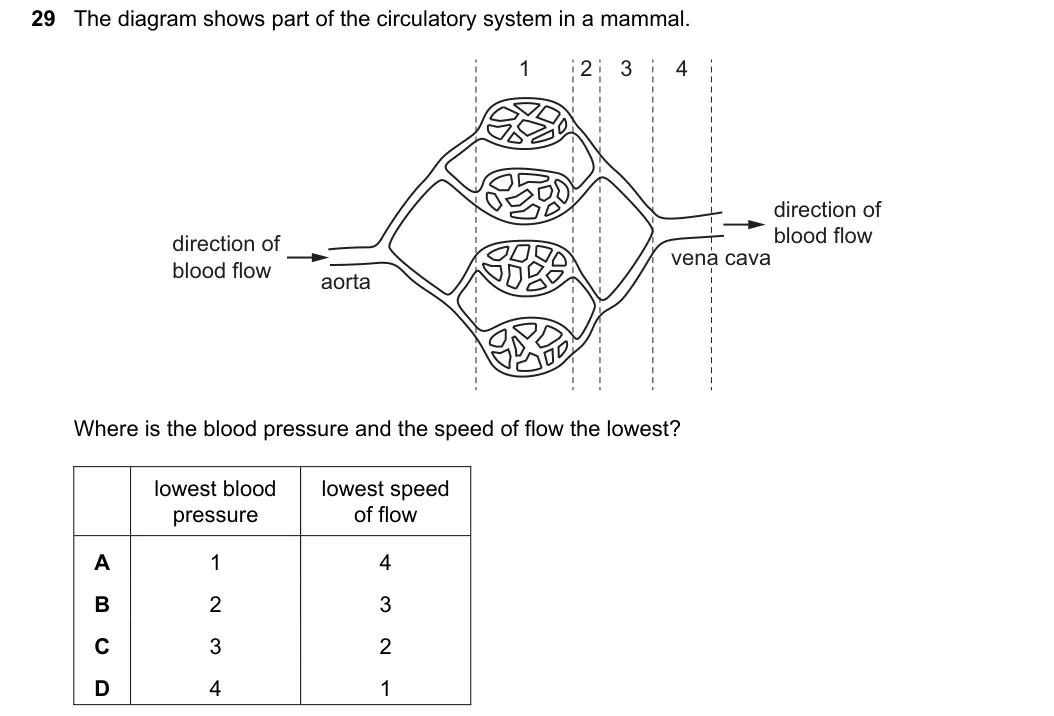 29 The diagram shows part of the circulatory system in a mammal.
1 2 3 4
direction of
blood flow
aorta
direction of
blood flow
vena cava
Where is the blood pressure and the speed of flow the lowest?
lowest blood
pressure
lowest speed
of flow
A 1 4
B 2 3
C 3 2
D 4 1